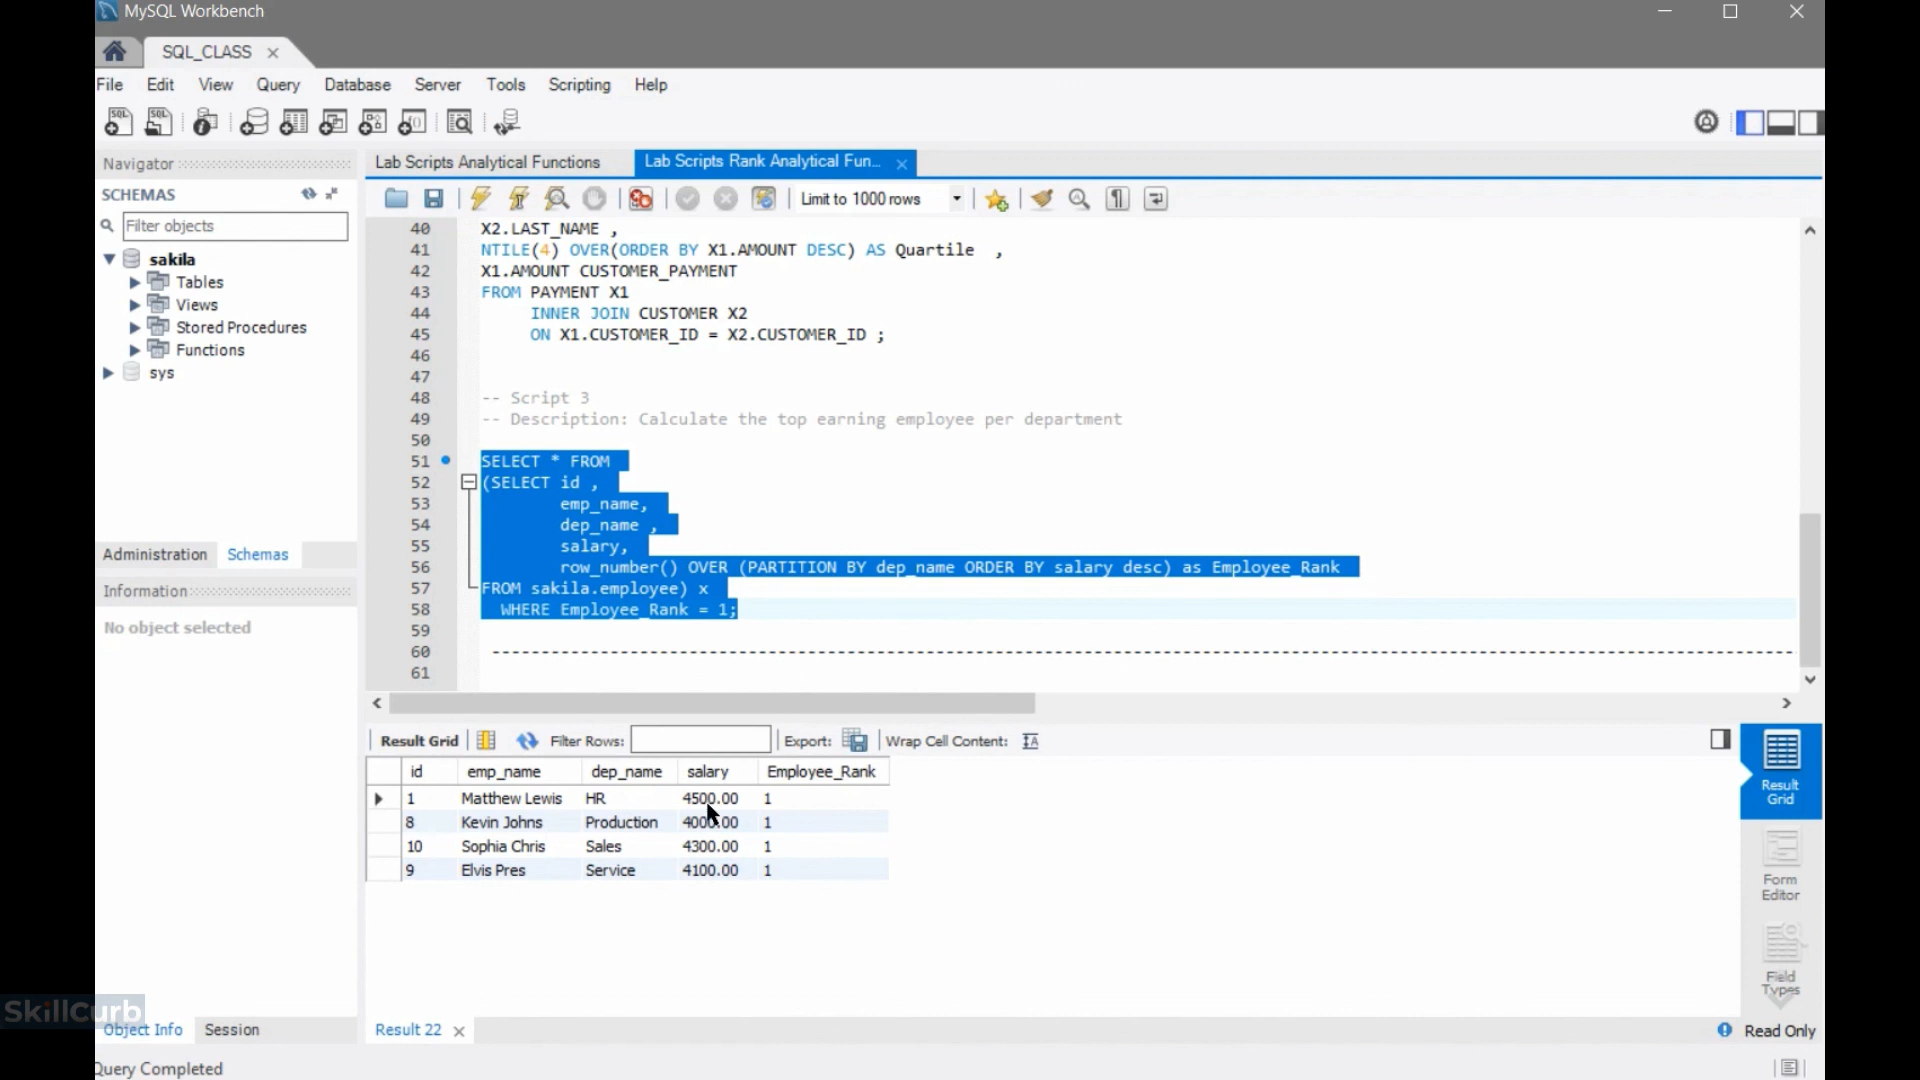 MySQL Workbench
SQL_CLASS
File Edit View Query Database Server Tools Scripting Help
Navigator
SCHEMAS
Filter objects
sakila
Tables
Views
Stored Procedures
Functions
sys
Administration Schemas
Information
No object selected
Object Info Session
SkillCurb
Query Completed
Lab Scripts Analytical Functions Lab Scripts Rank Analytical Fun...
Limit to 1000 rows
40 X2.LAST_NAME ,
41 NTILE(4) OVER(ORDER BY X1.AMOUNT DESC) AS Quartile ,
42 X1.AMOUNT CUSTOMER_PAYMENT
43 FROM PAYMENT X1
44 INNER JOIN CUSTOMER X2
45 ON X1.CUSTOMER_ID = X2.CUSTOMER_ID ;
46
47
48 -- Script 3
49 -- Description: Calculate the top earning employee per department
50
51 SELECT * FROM
52 (SELECT id ,
53 emp_name,
54 dep_name ,
55 salary,
56 row_number() OVER (PARTITION BY dep_name ORDER BY salary desc) as Employee_Rank
57 FROM sakila.employee) x
58 WHERE Employee_Rank = 1;
59
60 ------------------------------------------------------------
61
Result Grid Filter Rows: Export: Wrap Cell Content:
id emp_name dep_name salary Employee_Rank
1 Matthew Lewis HR 4500.00 1
8 Kevin Johns Production 4000.00 1
10 Sophia Chris Sales 4300.00 1
9 Elvis Pres Service 4100.00 1
Result Grid
Form Editor
Field Types
Result 22
Read Only